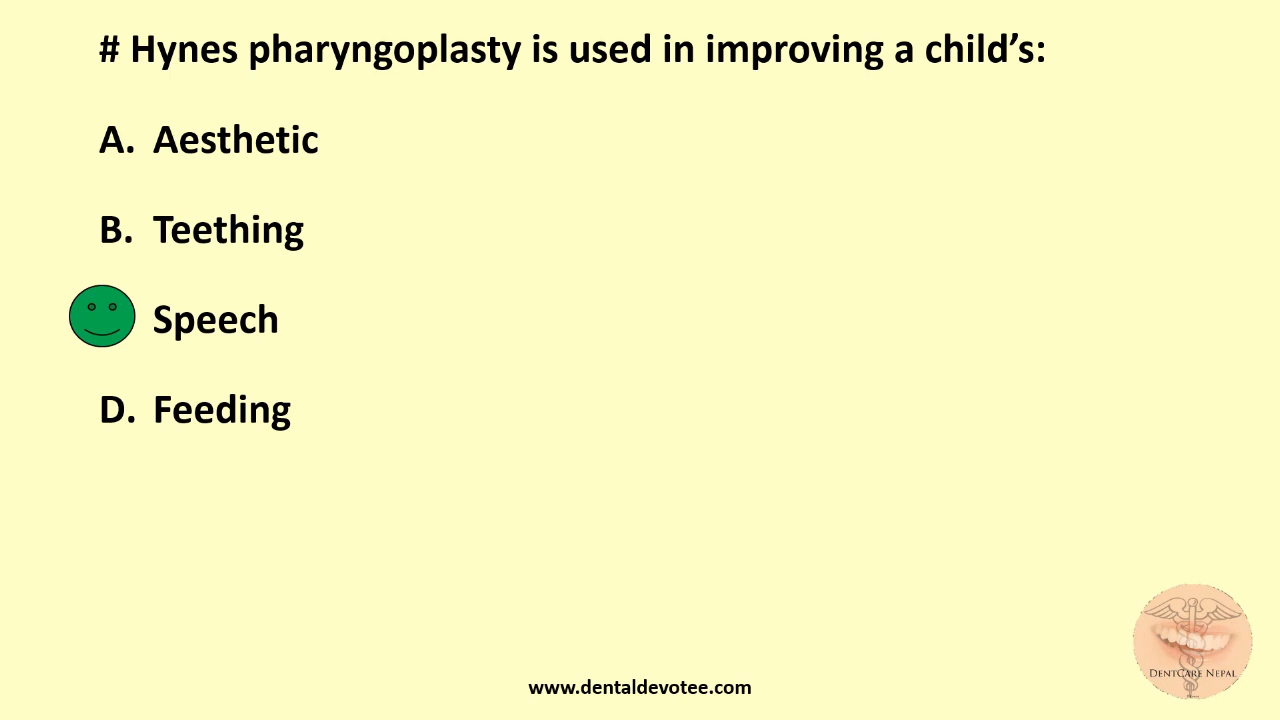 # Hynes pharyngoplasty is used in improving a child’s:
A. Aesthetic
B. Teething
Speech
D. Feeding
DentCare Nepal
www.dentaldevotee.com